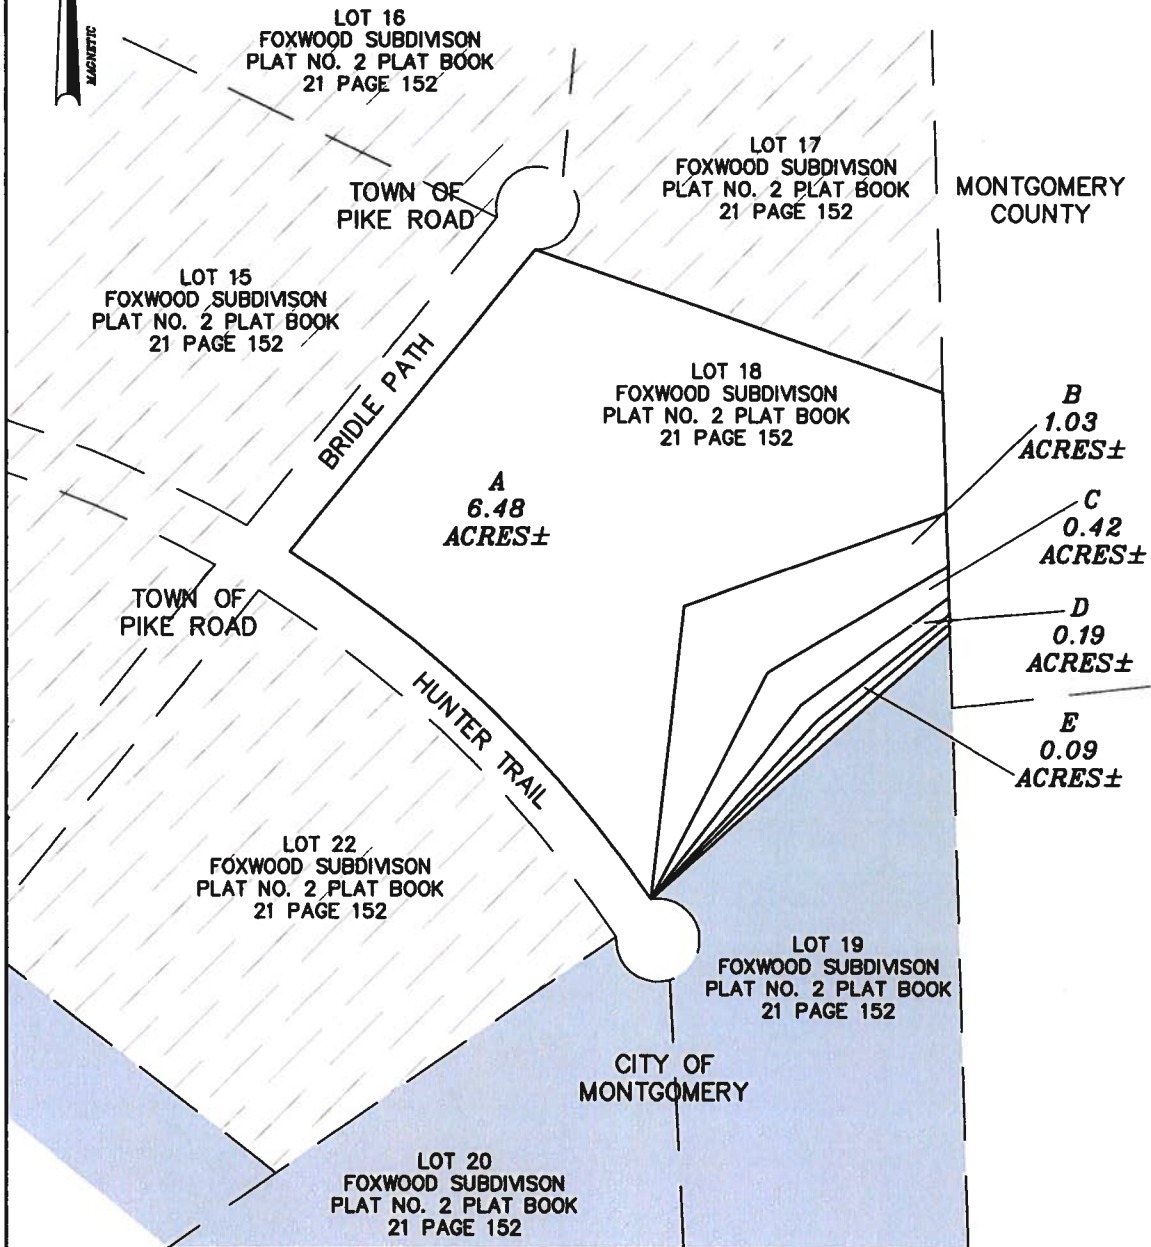 MAGNETIC
LOT 16
FOXWOOD SUBDIVISON
PLAT NO. 2 PLAT BOOK
21 PAGE 152
LOT 17
FOXWOOD SUBDIVISON
PLAT NO. 2 PLAT BOOK
21 PAGE 152
MONTGOMERY
COUNTY
TOWN OF
PIKE ROAD
LOT 15
FOXWOOD SUBDIVISON
PLAT NO. 2 PLAT BOOK
21 PAGE 152
BRIDLE PATH
LOT 18
FOXWOOD SUBDIVISON
PLAT NO. 2 PLAT BOOK
21 PAGE 152
A
6.48
ACRES±
B
1.03
ACRES±
C
0.42
ACRES±
D
0.19
ACRES±
E
0.09
ACRES±
TOWN OF
PIKE ROAD
HUNTER TRAIL
LOT 22
FOXWOOD SUBDIVISON
PLAT NO. 2 PLAT BOOK
21 PAGE 152
LOT 19
FOXWOOD SUBDIVISON
PLAT NO. 2 PLAT BOOK
21 PAGE 152
CITY OF
MONTGOMERY
LOT 20
FOXWOOD SUBDIVISON
PLAT NO. 2 PLAT BOOK
21 PAGE 152